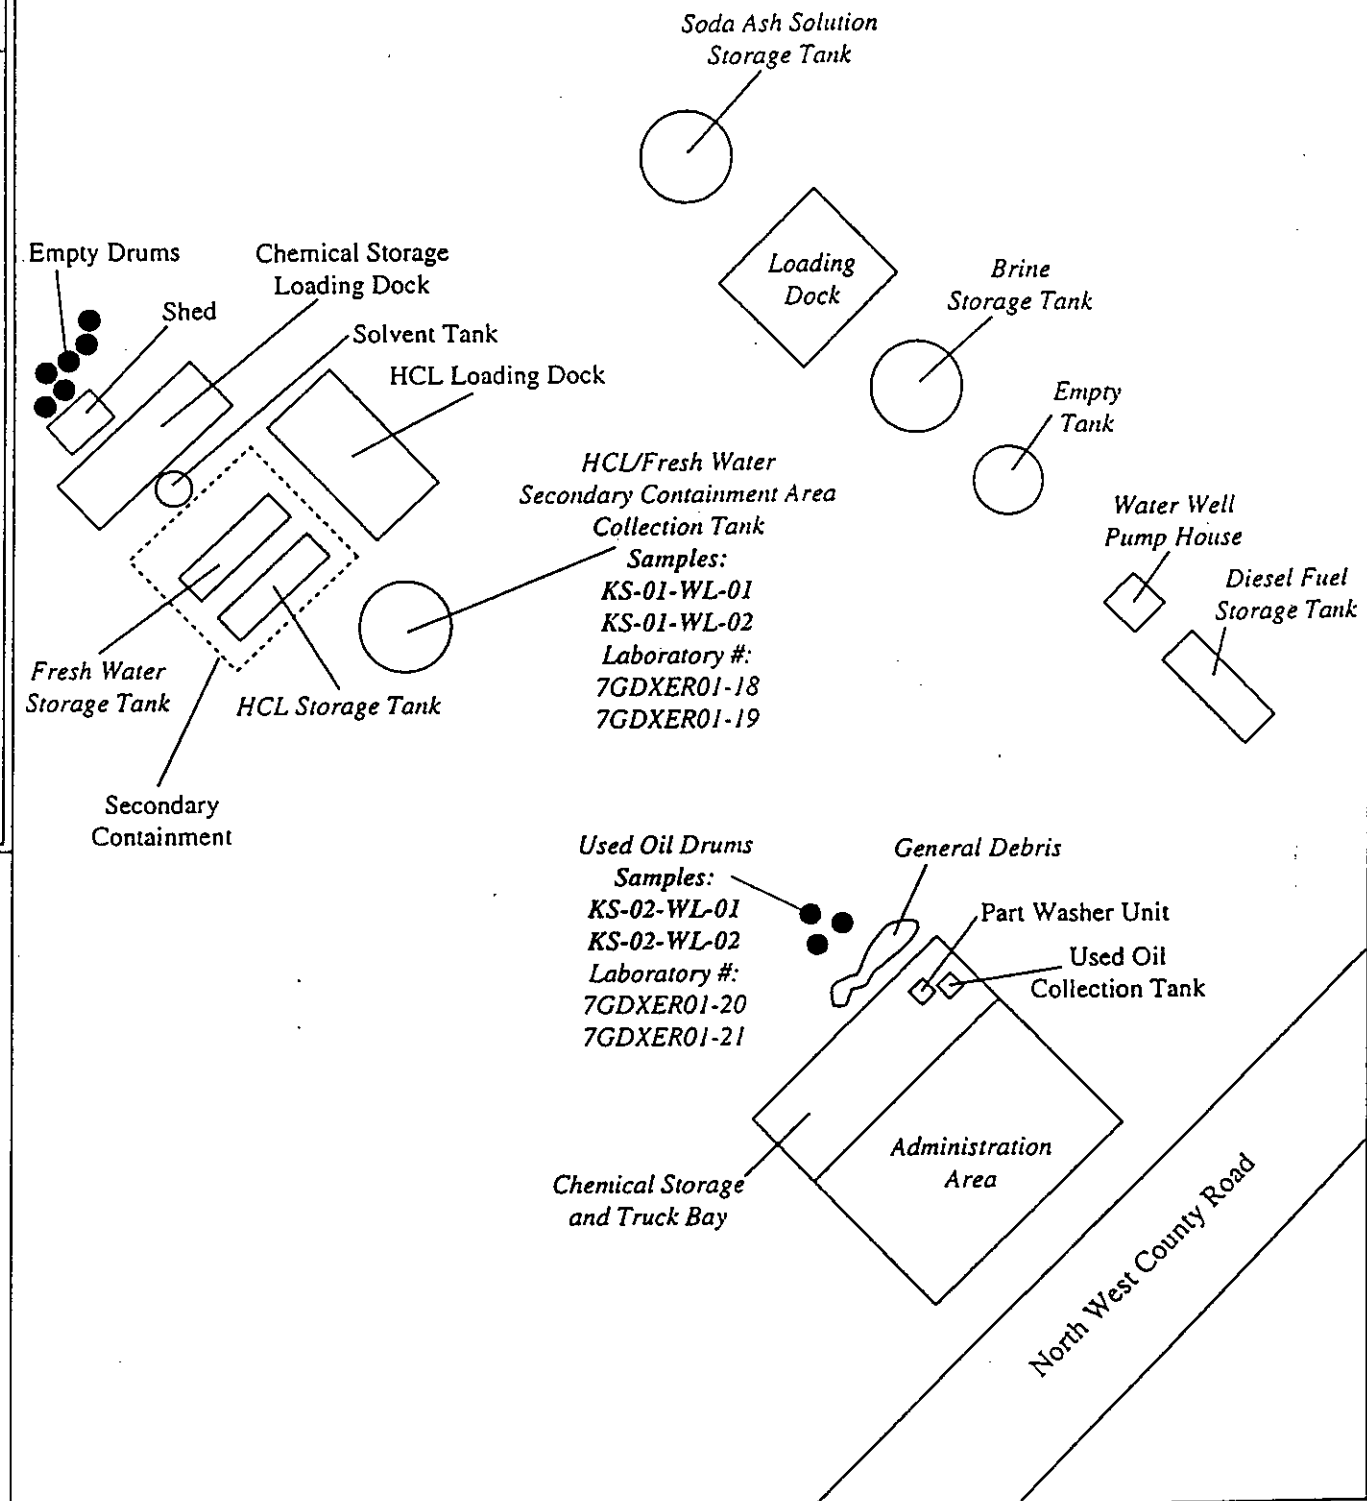 Soda Ash Solution
Storage Tank
Empty Drums
Chemical Storage
Loading Dock
Shed
Solvent Tank
HCL Loading Dock
Loading
Dock
Brine
Storage Tank
Empty
Tank
HCL/Fresh Water
Secondary Containment Area
Collection Tank
Samples:
KS-01-WL-01
KS-01-WL-02
Laboratory #:
7GDXER01-18
7GDXER01-19
Water Well
Pump House
Diesel Fuel
Storage Tank
Fresh Water
Storage Tank
HCL Storage Tank
Secondary
Containment
Used Oil Drums
Samples:
KS-02-WL-01
KS-02-WL-02
Laboratory #:
7GDXER01-20
7GDXER01-21
General Debris
Part Washer Unit
Used Oil
Collection Tank
Chemical Storage
and Truck Bay
Administration
Area
North West County Road